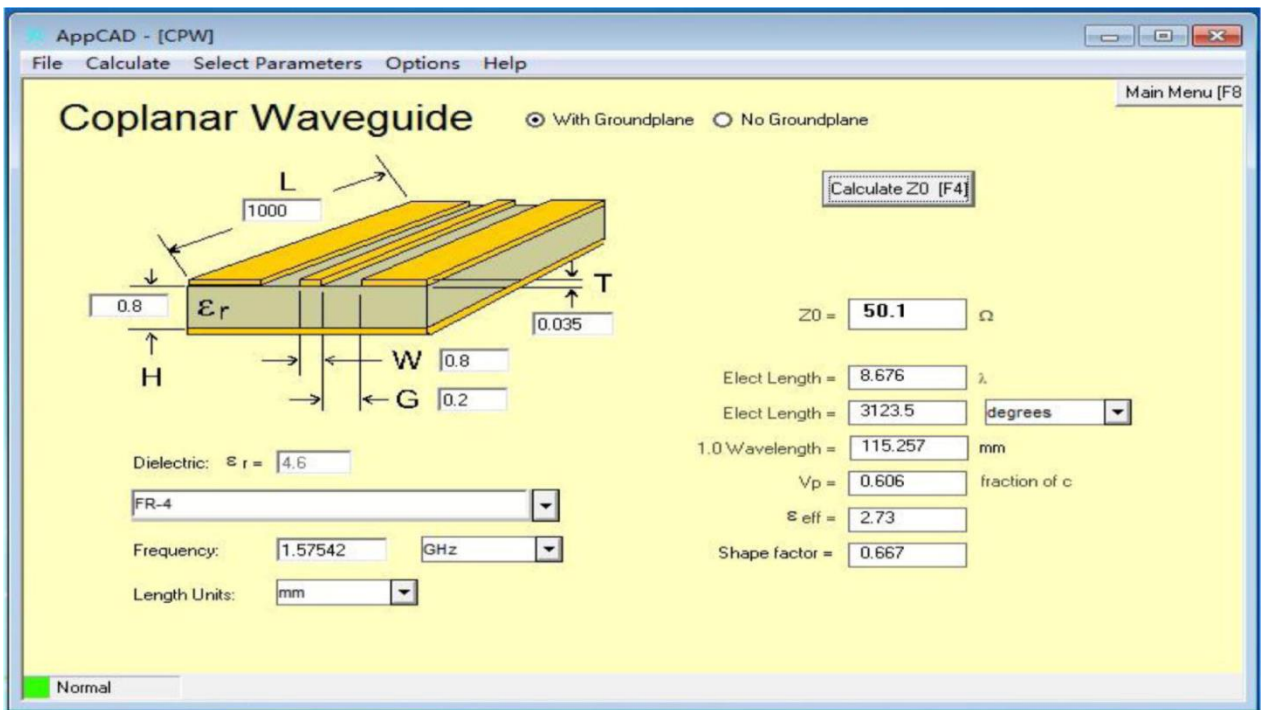 AppCAD - [CPW]
File Calculate Select Parameters Options Help
Main Menu [F8
Coplanar Waveguide
With Groundplane No Groundplane
L
1000
Calculate Z0 [F4]
0.8
εr
T
0.035
H
W 0.8
G 0.2
Z0 = 50.1 Ω
Elect Length = 8.676 λ
Elect Length = 3123.5 degrees
1.0 Wavelength = 115.257 mm
Vp = 0.606 fraction of c
ε eff = 2.73
Shape factor = 0.667
Dielectric: ε r = 4.6
FR-4
Frequency: 1.57542 GHz
Length Units: mm
Normal